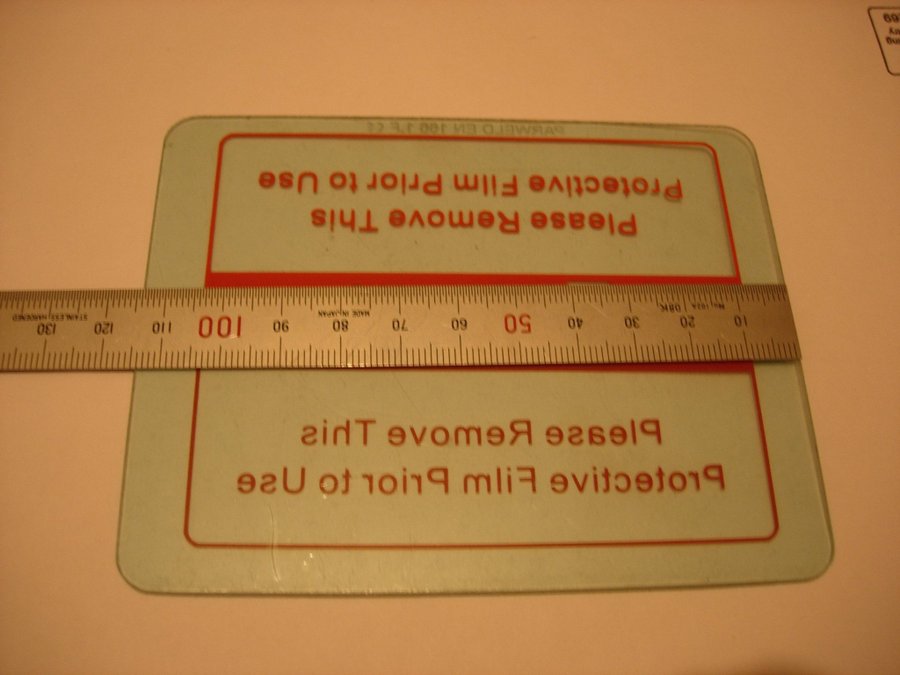 PARWELD EN 166 1 F CE
Protective Film Prior to Use
Please Remove This
130 120 110 100 90 80 70 60 50 40 30 20 10
STAINLESS HARDENED
MADE IN JAPAN
Please Remove This
Protective Film Prior to Use
69